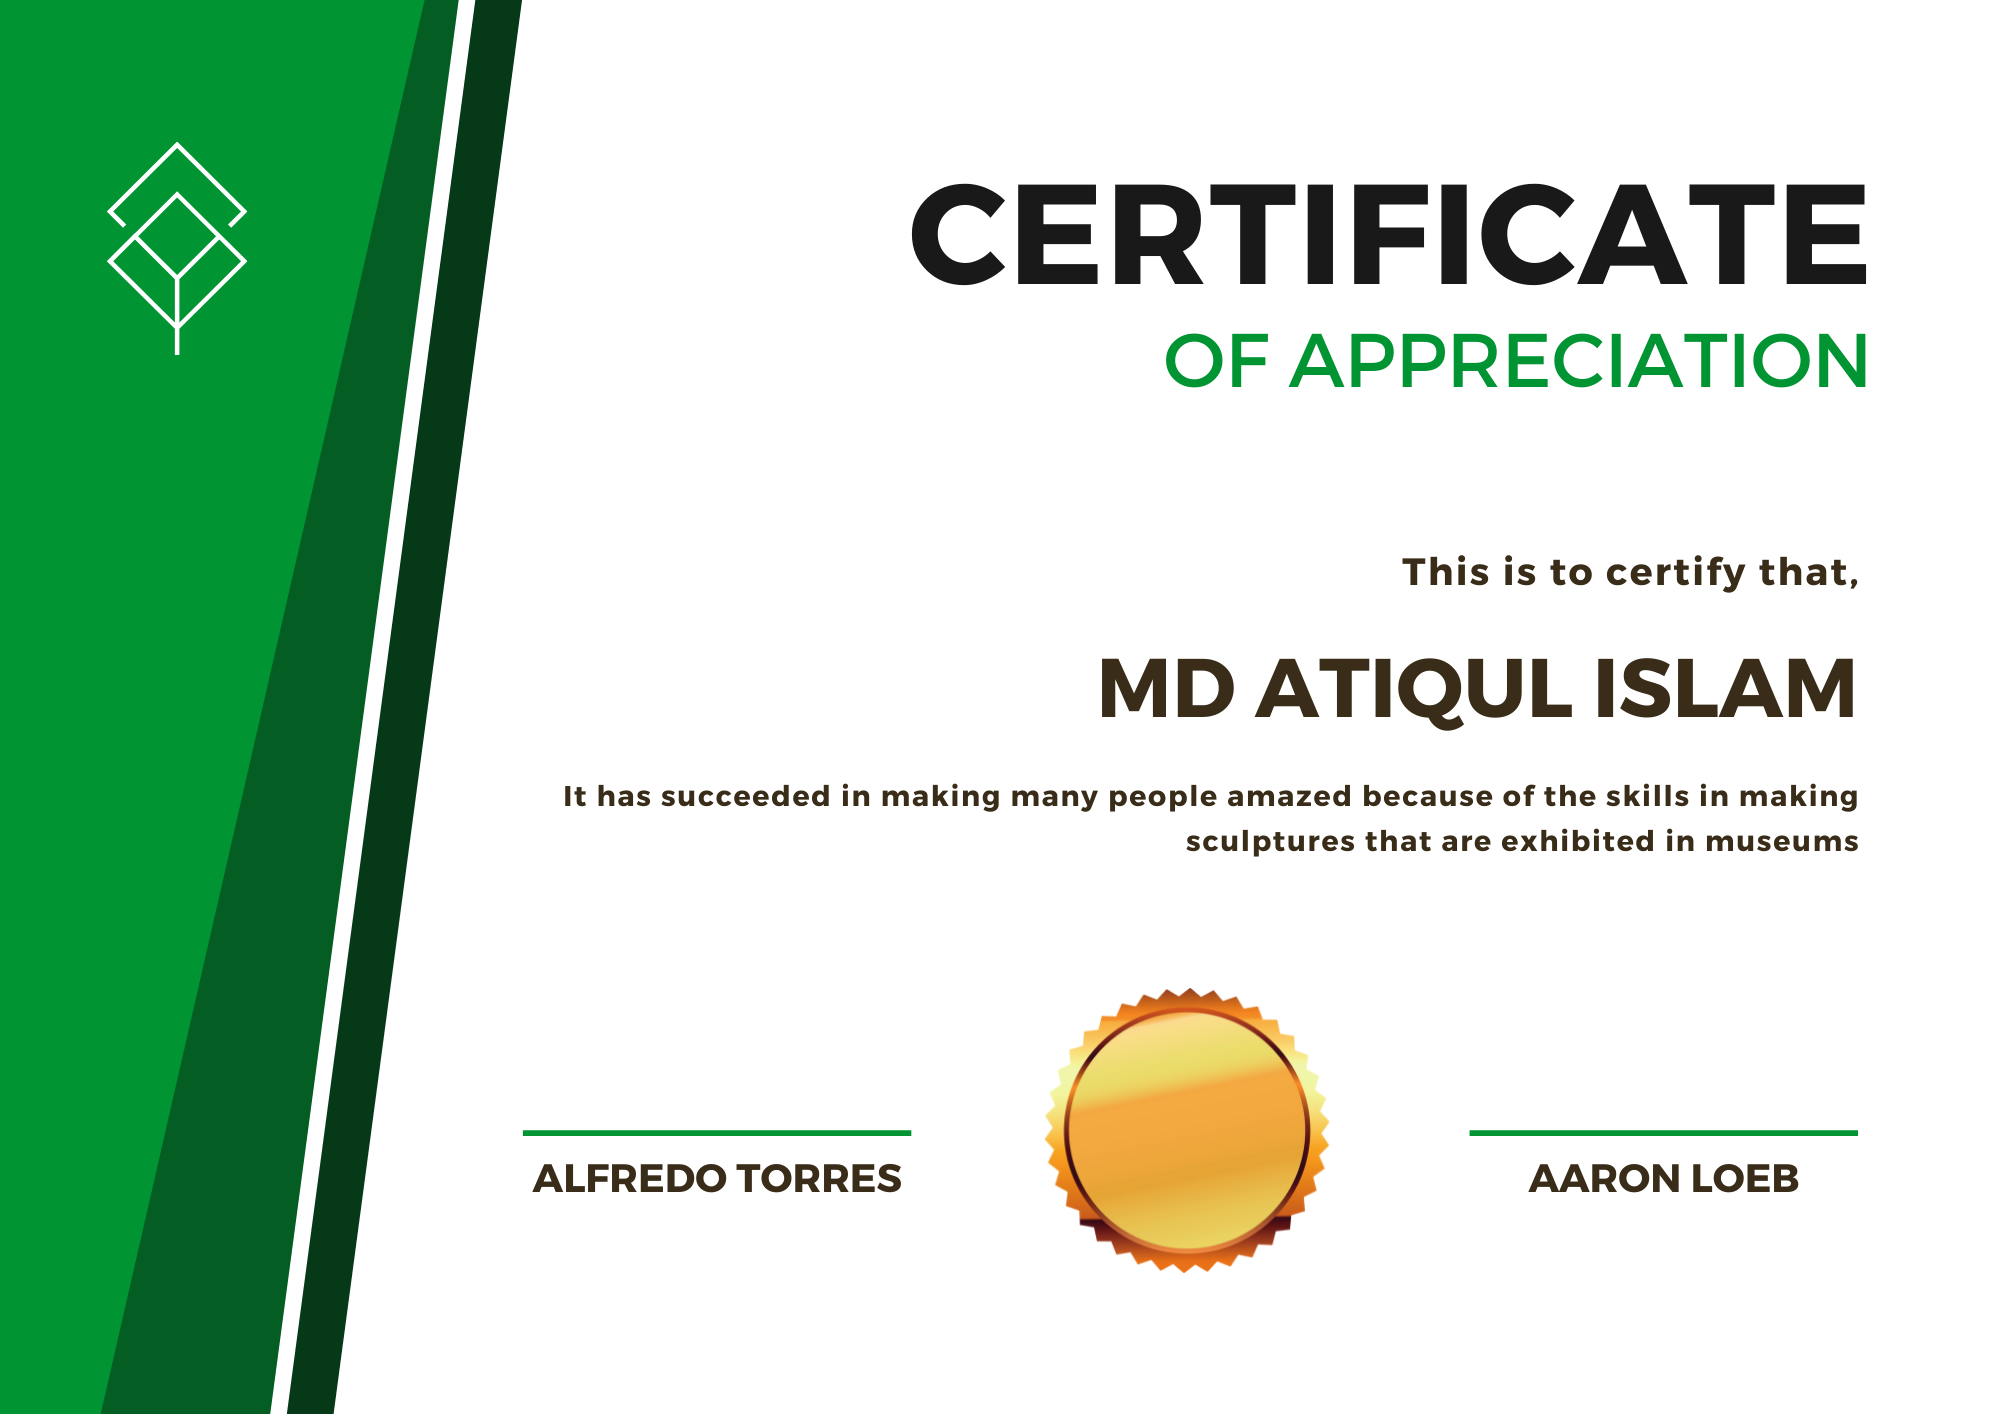 CERTIFICATE
OF APPRECIATION
This is to certify that,
MD ATIQUL ISLAM
It has succeeded in making many people amazed because of the skills in making
sculptures that are exhibited in museums
ALFREDO TORRES
AARON LOEB